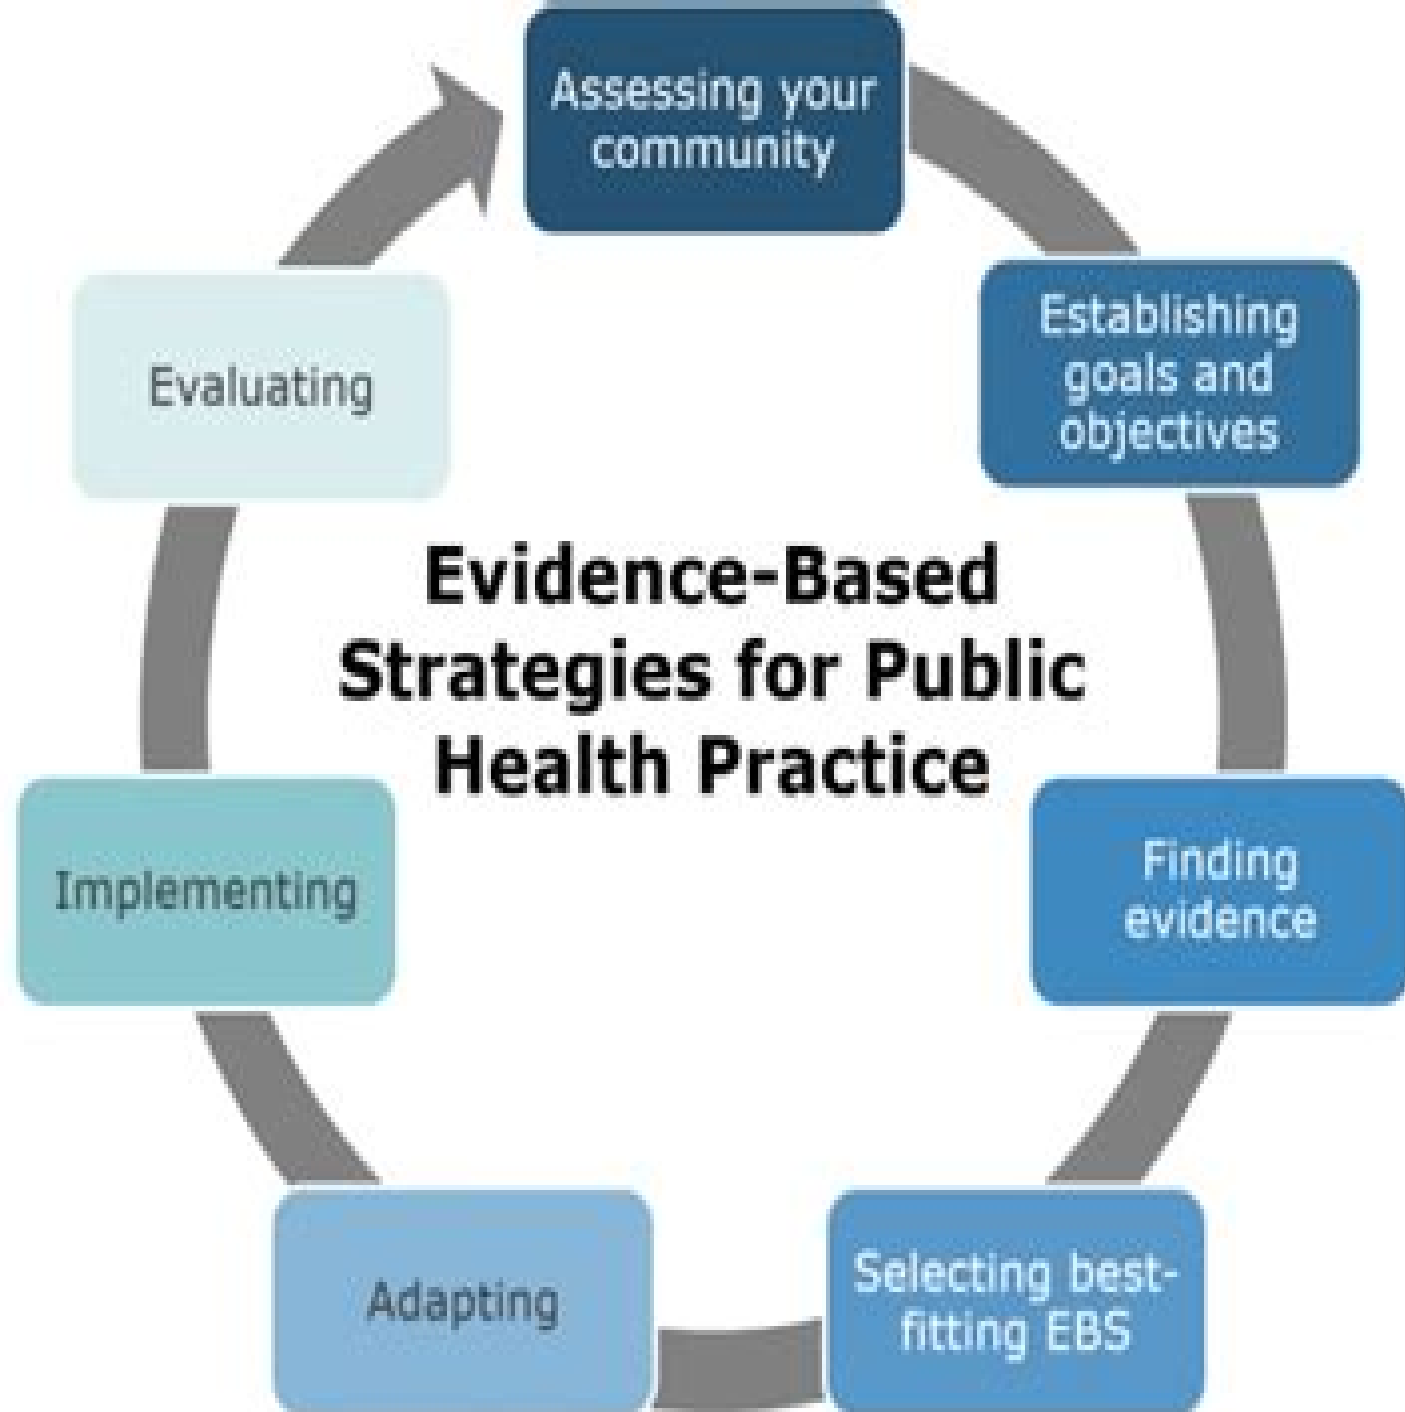 Assessing your
community
Establishing
goals and
objectives
Finding
evidence
Selecting best-
fitting EBS
Adapting
Implementing
Evaluating
Evidence-Based
Strategies for Public
Health Practice